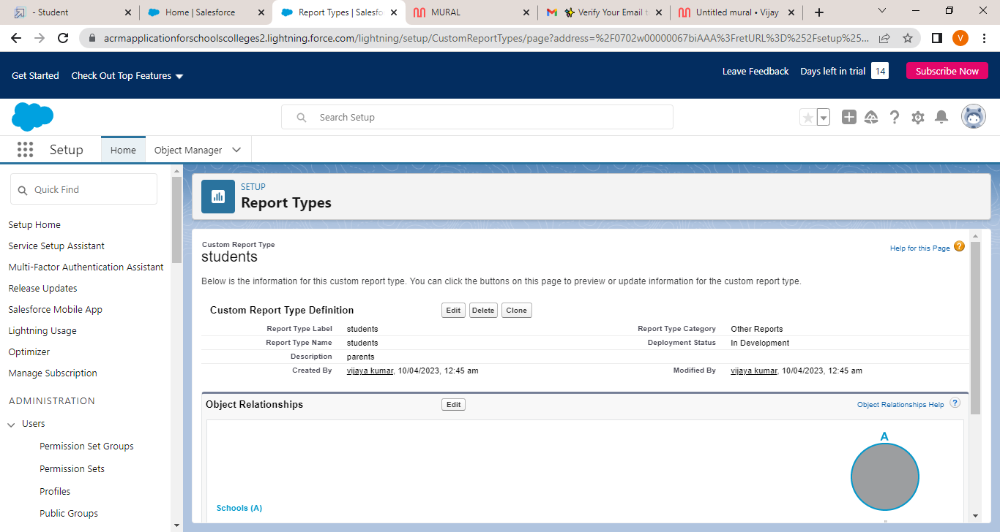 - Student
Home | Salesforce
Report Types | Salesfo
MURAL
Verify Your Email t
Untitled mural • Vijay
acrmapplicationforschoolscolleges2.lightning.force.com/lightning/setup/CustomReportTypes/page?address=%2F0702w00000067biAAA%3FretURL%3D%252Fsetup%25...
V
Get Started
Check Out Top Features
Leave Feedback
Days left in trial
14
Subscribe Now
Search Setup
Setup
Home
Object Manager
Quick Find
Setup Home
Service Setup Assistant
Multi-Factor Authentication Assistant
Release Updates
Salesforce Mobile App
Lightning Usage
Optimizer
Manage Subscription
ADMINISTRATION
Users
Permission Set Groups
Permission Sets
Profiles
Public Groups
SETUP
Report Types
Custom Report Type
students
Help for this Page
Below is the information for this custom report type. You can click the buttons on this page to preview or update information for the custom report type.
Custom Report Type Definition
Edit
Delete
Clone
Report Type Label students
Report Type Category Other Reports
Report Type Name students
Deployment Status In Development
Description parents
Created By vijaya kumar, 10/04/2023, 12:45 am
Modified By vijaya kumar, 10/04/2023, 12:45 am
Object Relationships
Edit
Object Relationships Help ?
A
Schools (A)